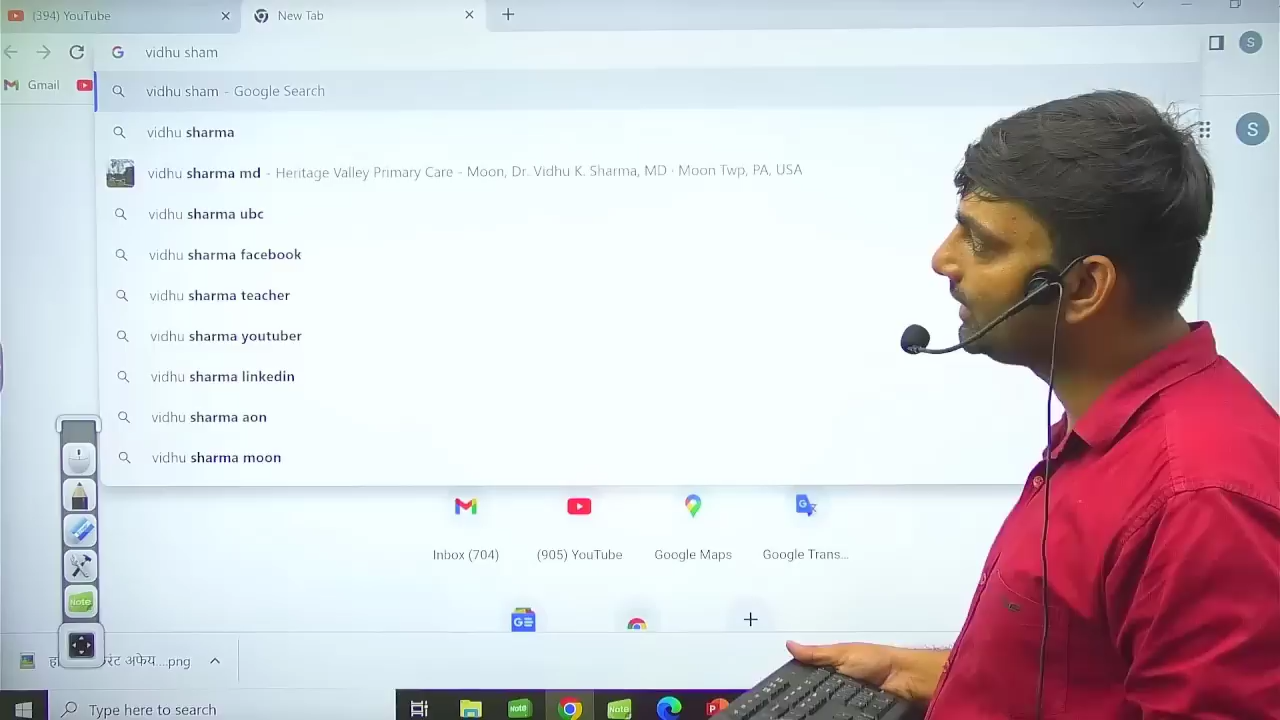 (394) YouTube
New Tab
vidhu sham
Gmail
vidhu sham - Google Search
vidhu sharma
vidhu sharma md - Heritage Valley Primary Care - Moon, Dr. Vidhu K. Sharma, MD · Moon Twp, PA, USA
vidhu sharma ubc
vidhu sharma facebook
vidhu sharma teacher
vidhu sharma youtuber
vidhu sharma linkedin
vidhu sharma aon
vidhu sharma moon
S
S
Inbox (704)
(905) YouTube
Google Maps
Google Trans...
Note
रंट अफेय....png
Type here to search
Note
Note